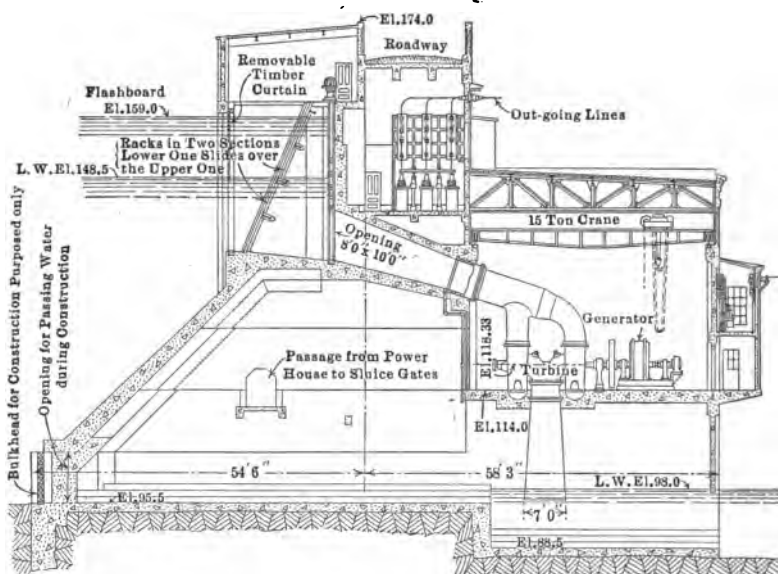 El.174.0
Roadway
Removable
Timber
Curtain
Flashboard
El.159.0
Out-going Lines
Racks in Two Sections
Lower One Slides over
the Upper One
L.W.El.148.5
15 Ton Crane
Opening
8'0"x 10'0"
Generator
El.118.33
Turbine
Passage from Power
House to Sluice Gates
El.114.0
Bulkhead for Construction Purposed only
Opening for Passing Water
during Construction
54'6"
58'3"
L.W.El.98.0
El.95.5
7'0"
El.88.5